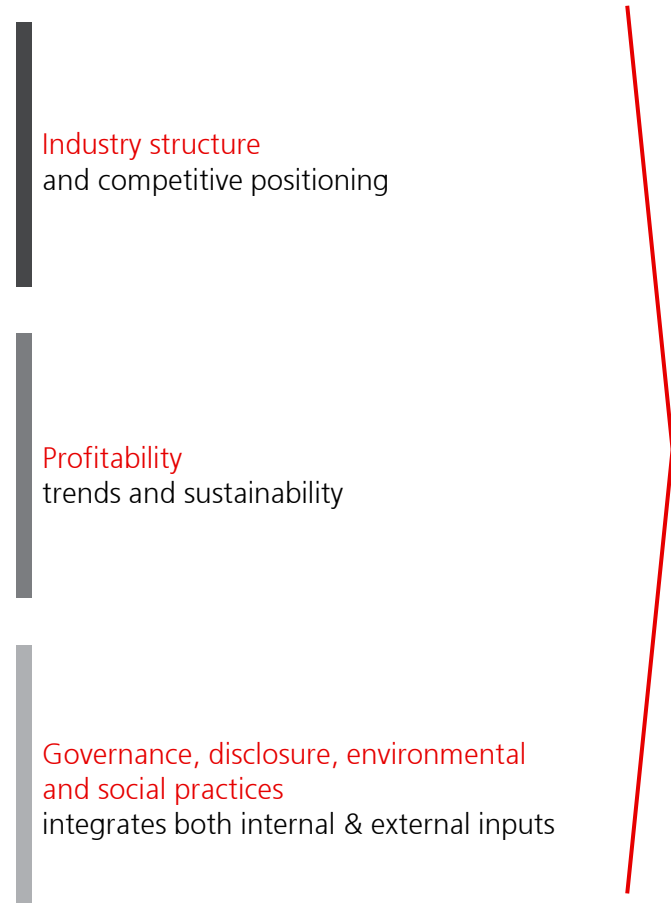 Industry structure
and competitive positioning
Profitability
trends and sustainability
Governance, disclosure, environmental
and social practices
integrates both internal & external inputs